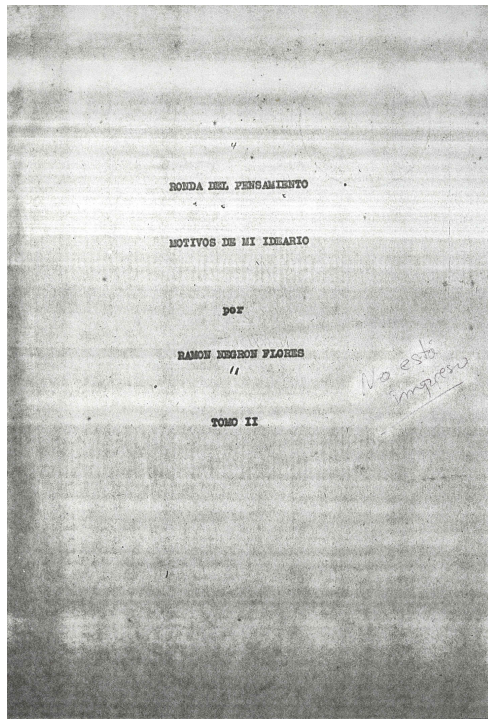 RONDA DEL PENSAMIENTO
MOTIVOS DE MI IDEARIO
por
RAMON NEGRON FLORES
"
TOMO II
No está
impreso